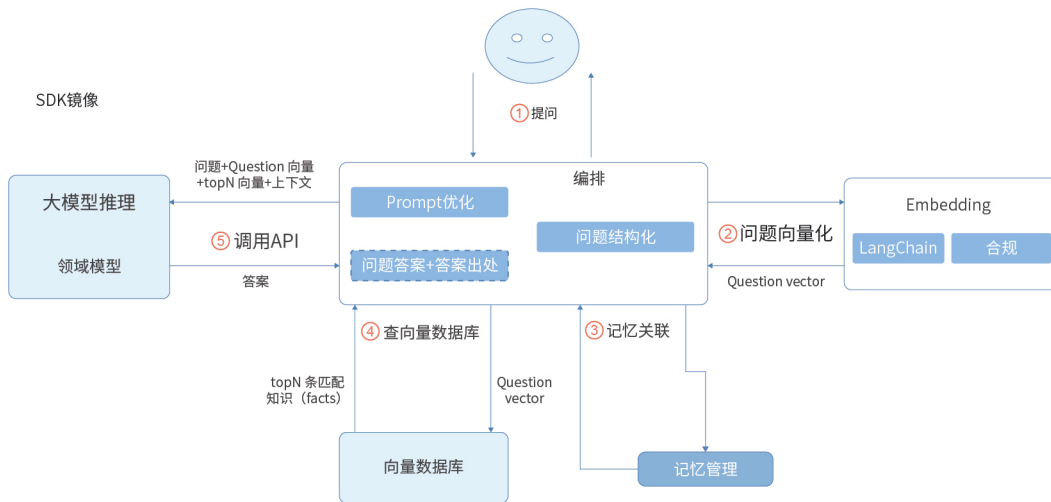 SDK镜像
① 提问
问题+Question 向量
+topN 向量+上下文
大模型推理
领域模型
⑤ 调用API
答案
编排
Prompt优化
问题结构化
问题答案+答案出处
② 问题向量化
Question vector
Embedding
LangChain
合规
④ 查向量数据库
③ 记忆关联
topN 条匹配
知识（facts）
Question
vector
向量数据库
记忆管理